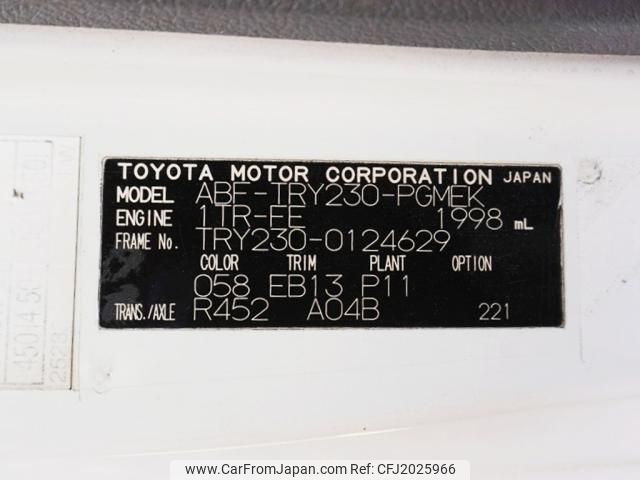 TOYOTA MOTOR CORPORATION JAPAN
MODEL ABF-TRY230-PGMEK
ENGINE 1TR-FE 1998 mL
FRAME No. TRY230-0124629
COLOR TRIM PLANT OPTION
058 EB13 P11
TRANS./AXLE R452 A04B 221
www.CarFromJapan.com | CFJ2025966